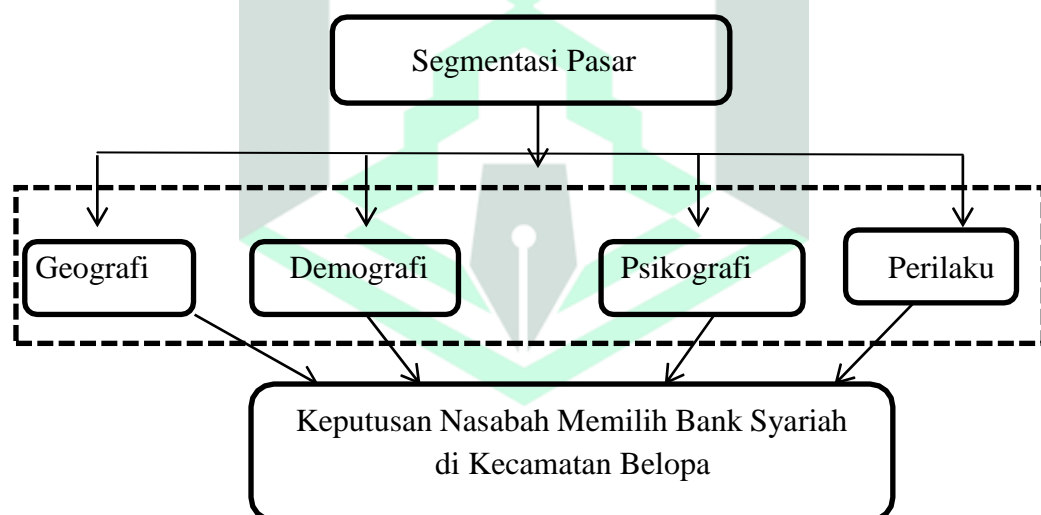 Segmentasi Pasar
Geografi
Demografi
Psikografi
Perilaku
Keputusan Nasabah Memilih Bank Syariah
di Kecamatan Belopa